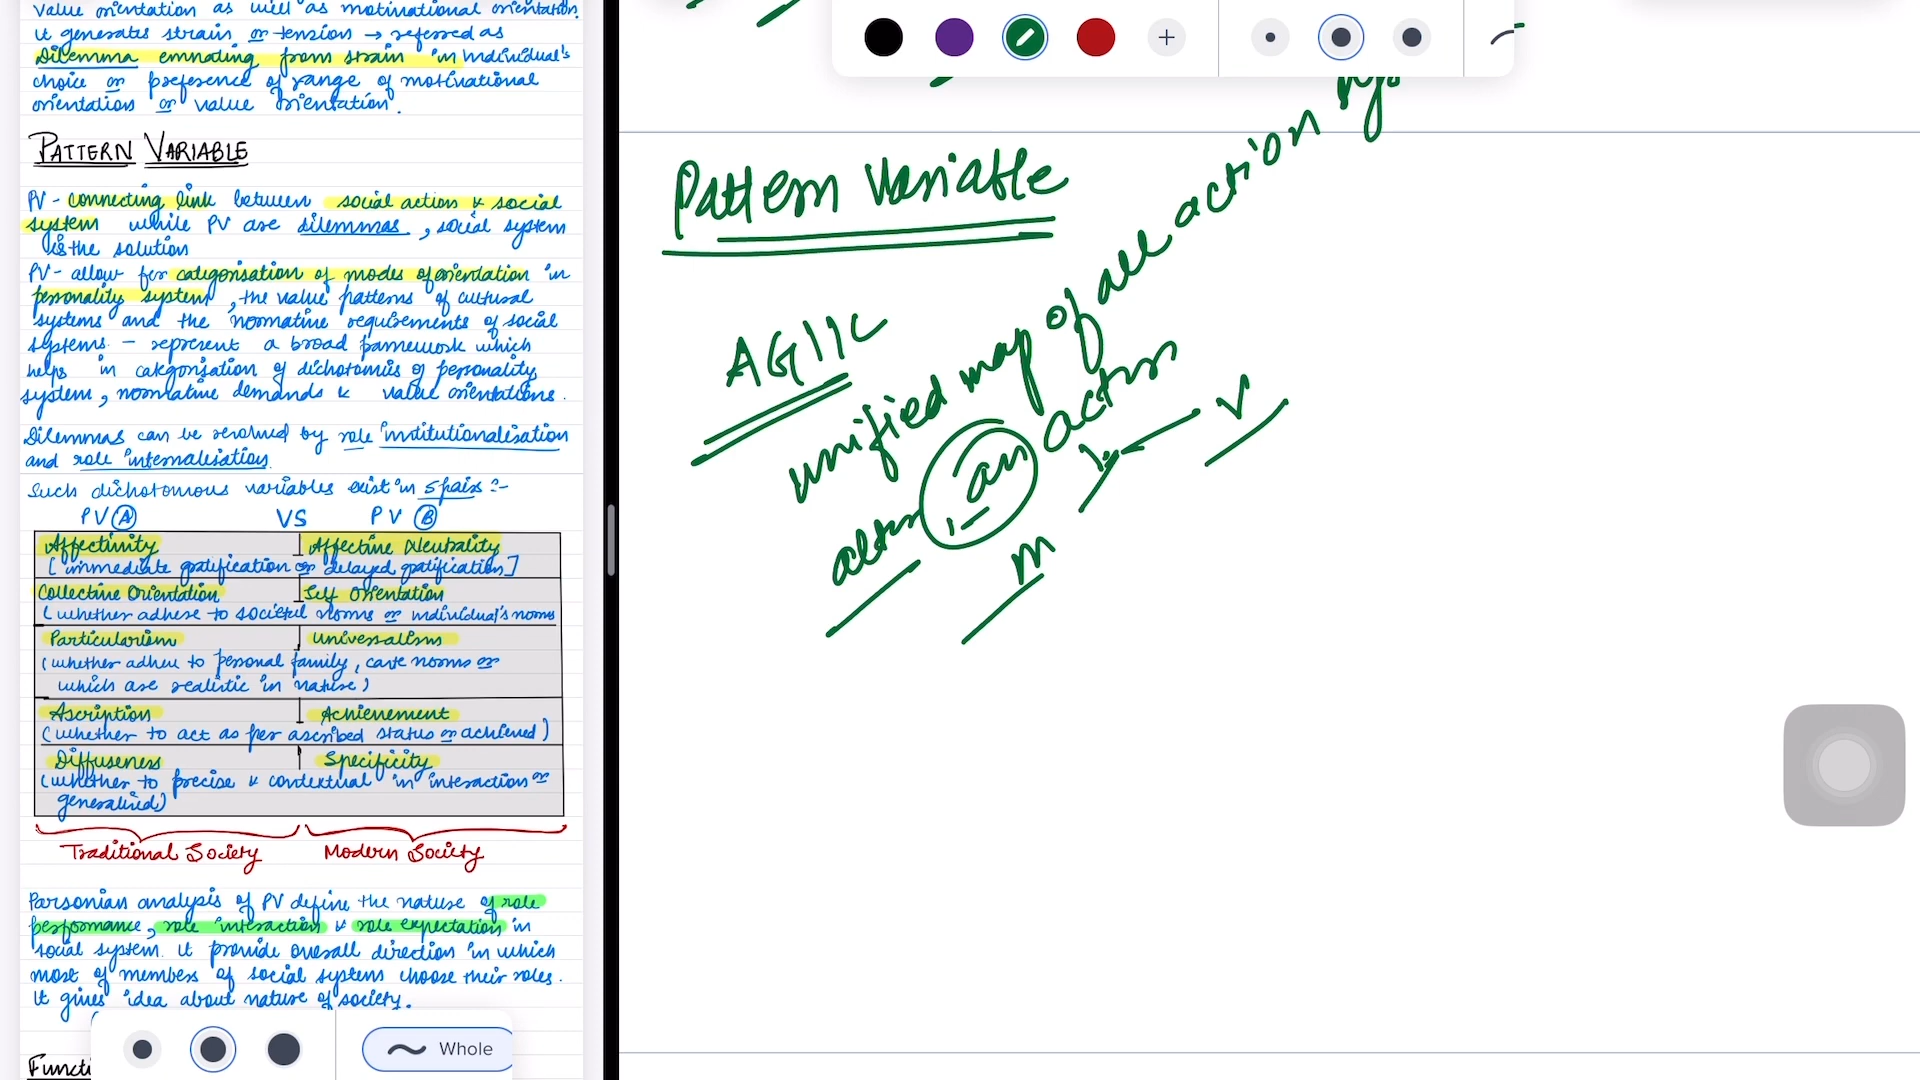 value orientation as well as motivational orientation.
it generates strain or tension → referred as
Dilemma emnating from strain in individual's
choice or preference of range of motivational
orientation or value orientation.
PATTERN VARIABLE
PV - connecting link between social action & social
system while PV are dilemmas, social system
is the solution
PV - allow for categorisation of modes of orientation in
personality system, the value patterns of cultural
systems and the normative requirements of social
systems. - represent a broad framework which
helps in categorisation of dichotomies of personality
system, normative demands & value orientations.
Dilemmas can be resolved by role institutionalisation
and role internalisation.
Such dichotomous variables exist in 5 pairs :-
PV (A) VS PV (B)
Affectivity | Affective Neutrality
[immediate gratification or delayed gratification]
Collective Orientation | Self Orientation
(whether adhere to societal norms or individual's norms
Particularism | Universalism
(whether adhere to personal family, caste norms or
which are realistic in nature)
Ascription | Achievement
(whether to act as per ascribed status or achieved)
Diffuseness | Specificity
(whether to precise & contextual in interaction or
generalised)
Traditional Society Modern Society
Parsonian analysis of PV define the nature of role
performance, role interaction & role expectation in
social system. it provide overall direction in which
most of members of social system choose their roles.
it gives idea about nature of society.
Functi
Whole
Pattern Variable
AGIL
unified map of all action
actors
V
m